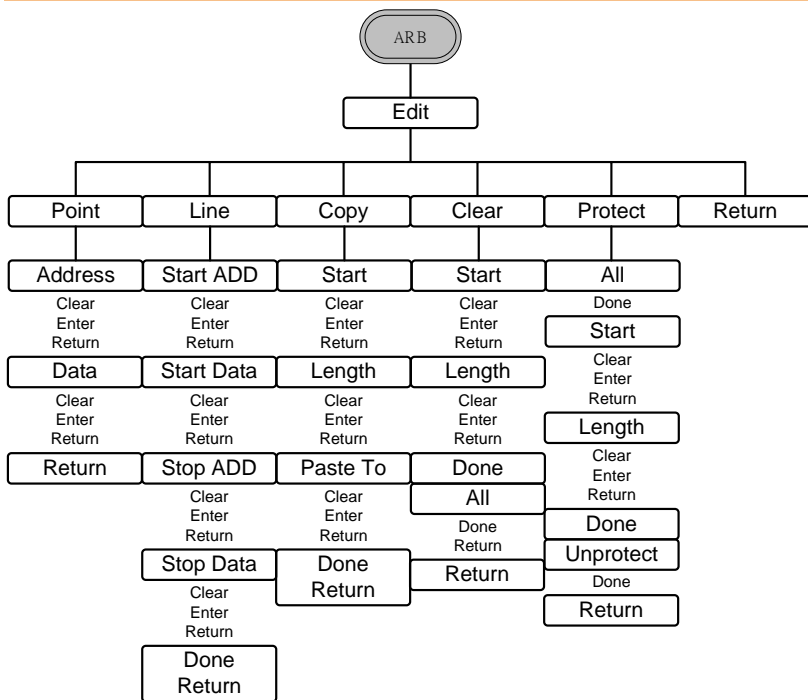 ARB
Edit
Point
Line
Copy
Clear
Protect
Return
Address
Clear
Enter
Return
Data
Clear
Enter
Return
Return
Start ADD
Clear
Enter
Return
Start Data
Clear
Enter
Return
Stop ADD
Clear
Enter
Return
Stop Data
Clear
Enter
Return
Done
Return
Start
Clear
Enter
Return
Length
Clear
Enter
Return
Paste To
Clear
Enter
Return
Done
Return
Start
Clear
Enter
Return
Length
Clear
Enter
Return
Done
All
Done
Return
Return
All
Done
Start
Clear
Enter
Return
Length
Clear
Enter
Return
Done
Unprotect
Done
Return